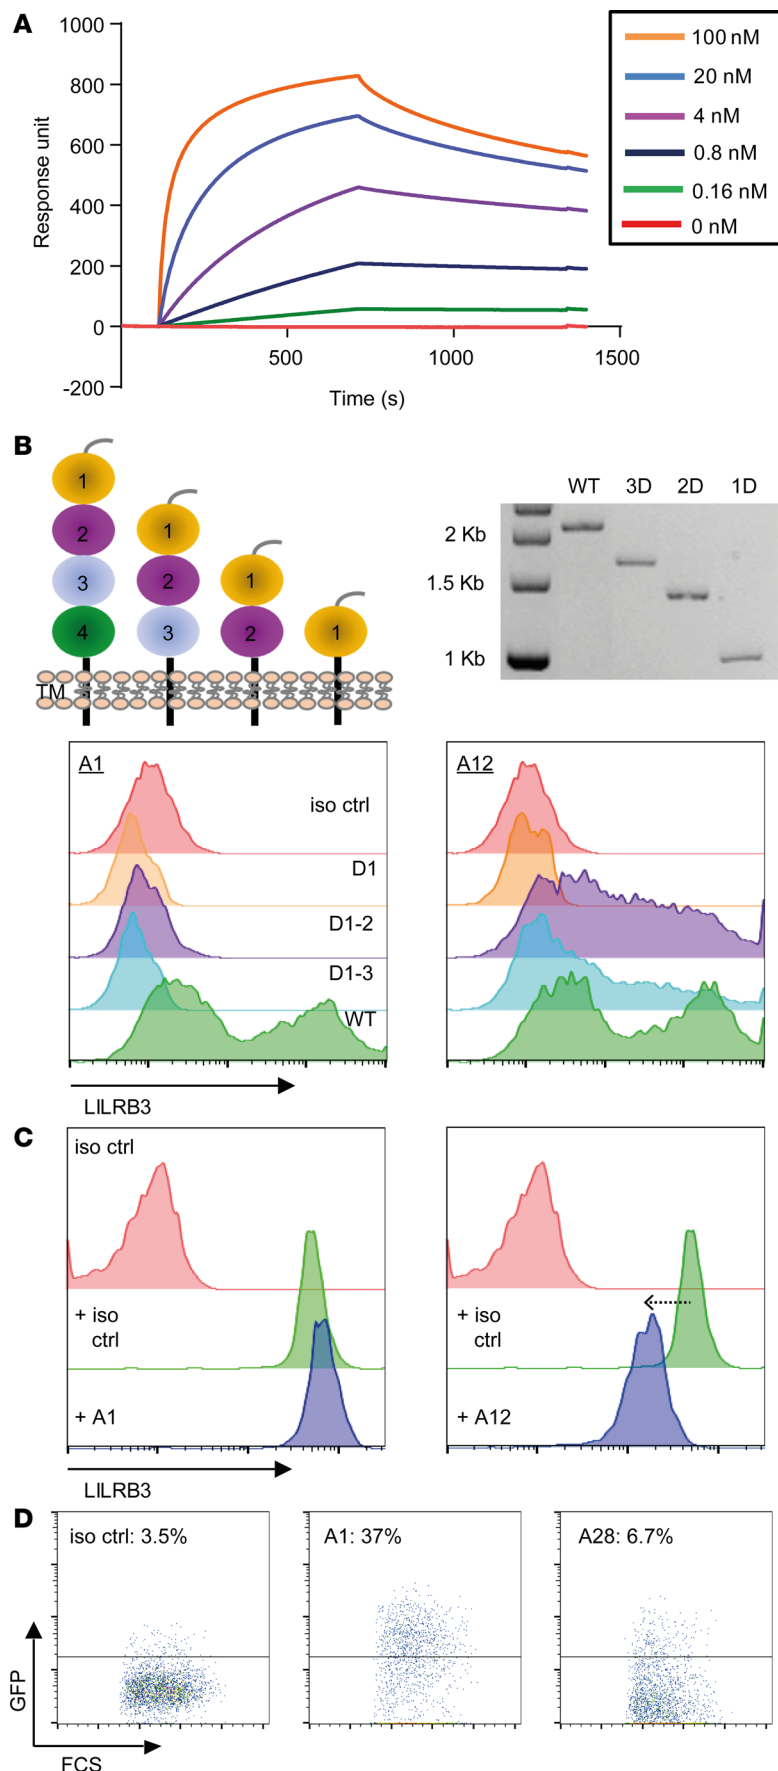 A
1000
800
600
400
200
0
-200
Response unit
500
1000
1500
Time (s)
100 nM
20 nM
4 nM
0.8 nM
0.16 nM
0 nM
B
1
2
3
4
1
2
3
1
2
1
TM
WT 3D 2D 1D
2 Kb
1.5 Kb
1 Kb
A1
iso ctrl
D1
D1-2
D1-3
WT
LILRB3
A12
C
iso ctrl
+ iso
ctrl
+ A1
LILRB3
+ iso
ctrl
+ A12
D
iso ctrl: 3.5%
A1: 37%
A28: 6.7%
GFP
FCS